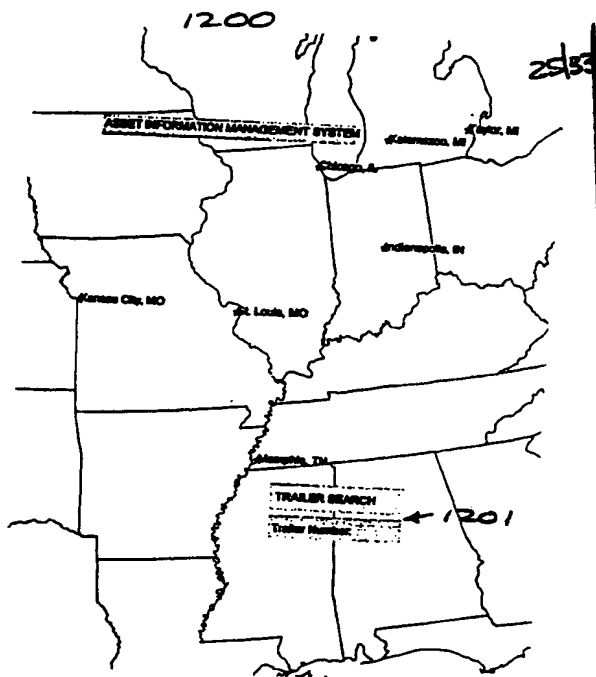 1200
25/33
ASSET INFORMATION MANAGEMENT SYSTEM
Taylor, MI
Kalamazoo, MI
Chicago, IL
Indianapolis, IN
Kansas City, MO
St. Louis, MO
Memphis, TN
TRAILER SEARCH
1201
Trailer Number: